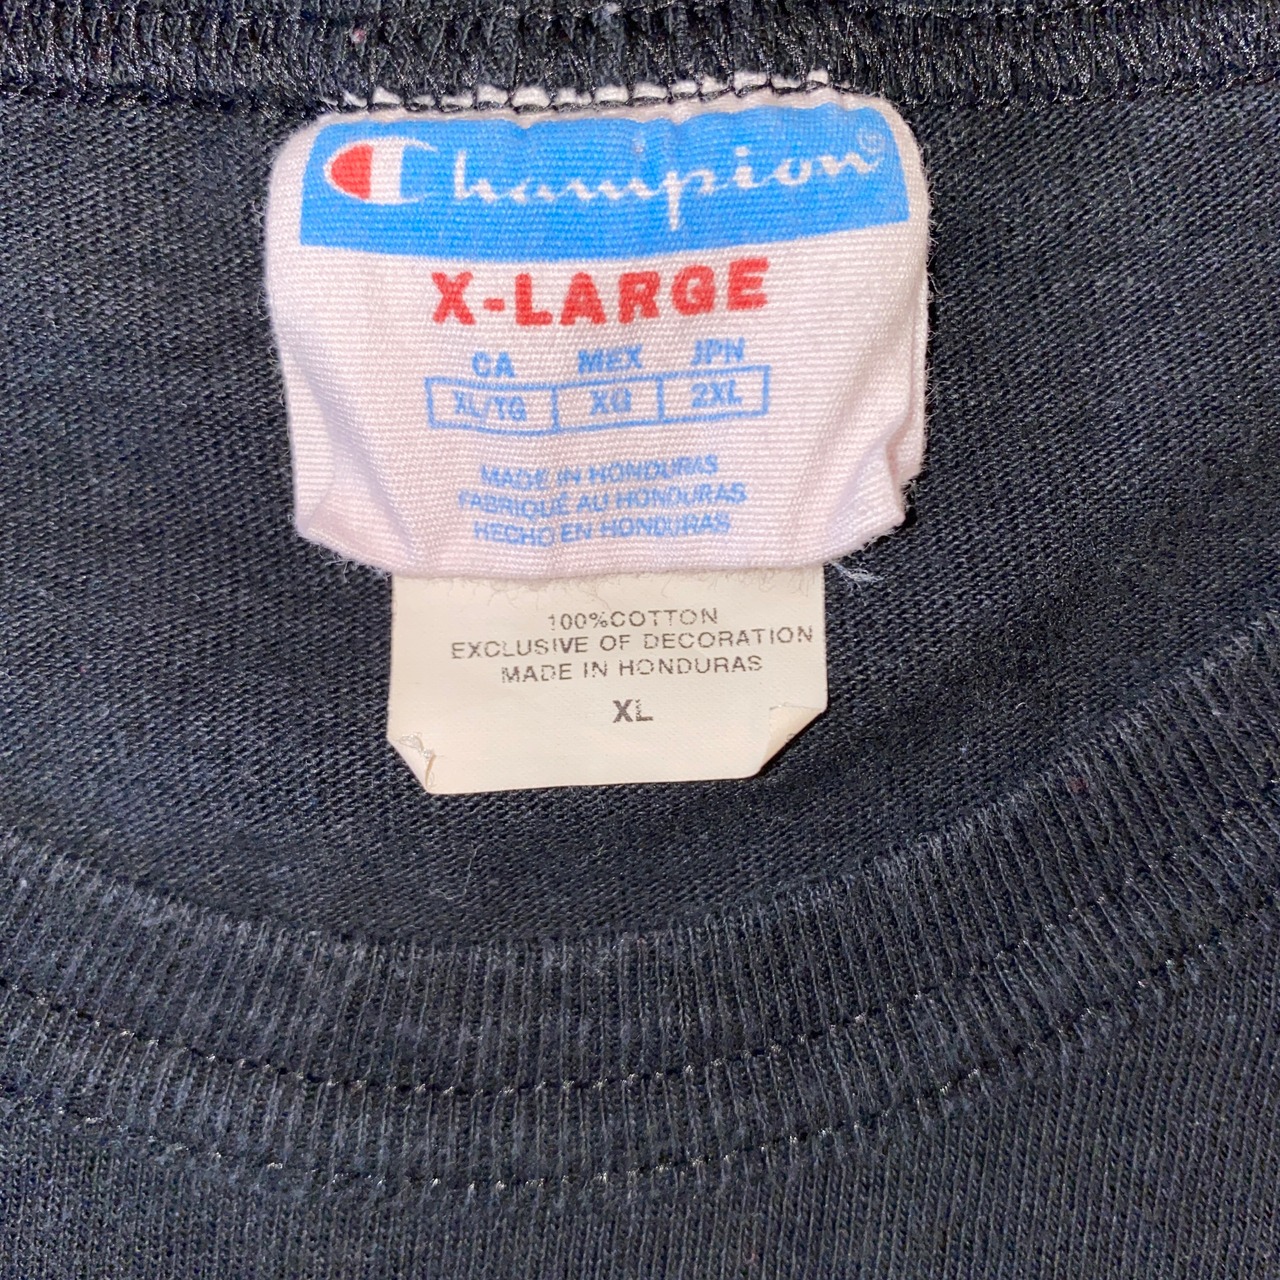 Champion®
X-LARGE
CA MEX JPN
XL/TG XG 2XL
MADE IN HONDURAS
FABRIQUÉ AU HONDURAS
HECHO EN HONDURAS
100%COTTON
EXCLUSIVE OF DECORATION
MADE IN HONDURAS
XL